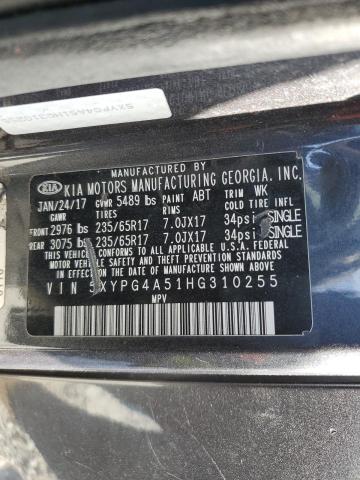 5XYPG4A51HG310255
MANUFACTURED BY
KIA KIA MOTORS MANUFACTURING GEORGIA, INC.
JAN/24/17 GVWR 5489 lbs PAINT ABT TRIM WK
GAWR TIRES RIMS COLD TIRE INFL.
FRONT 2976 lbs 235/65R17 7.0JX17 34psi SINGLE
REAR 3075 lbs 235/65R17 7.0JX17 34psi SINGLE
THIS VEHICLE CONFORMS TO ALL APPLICABLE
FEDERAL MOTOR VEHICLE SAFETY AND THEFT
PREVENTION STANDARDS IN EFFECT ON THE DATE
OF MANUFACTURE SHOWN ABOVE.
VIN 5XYPG4A51HG310255
MPV